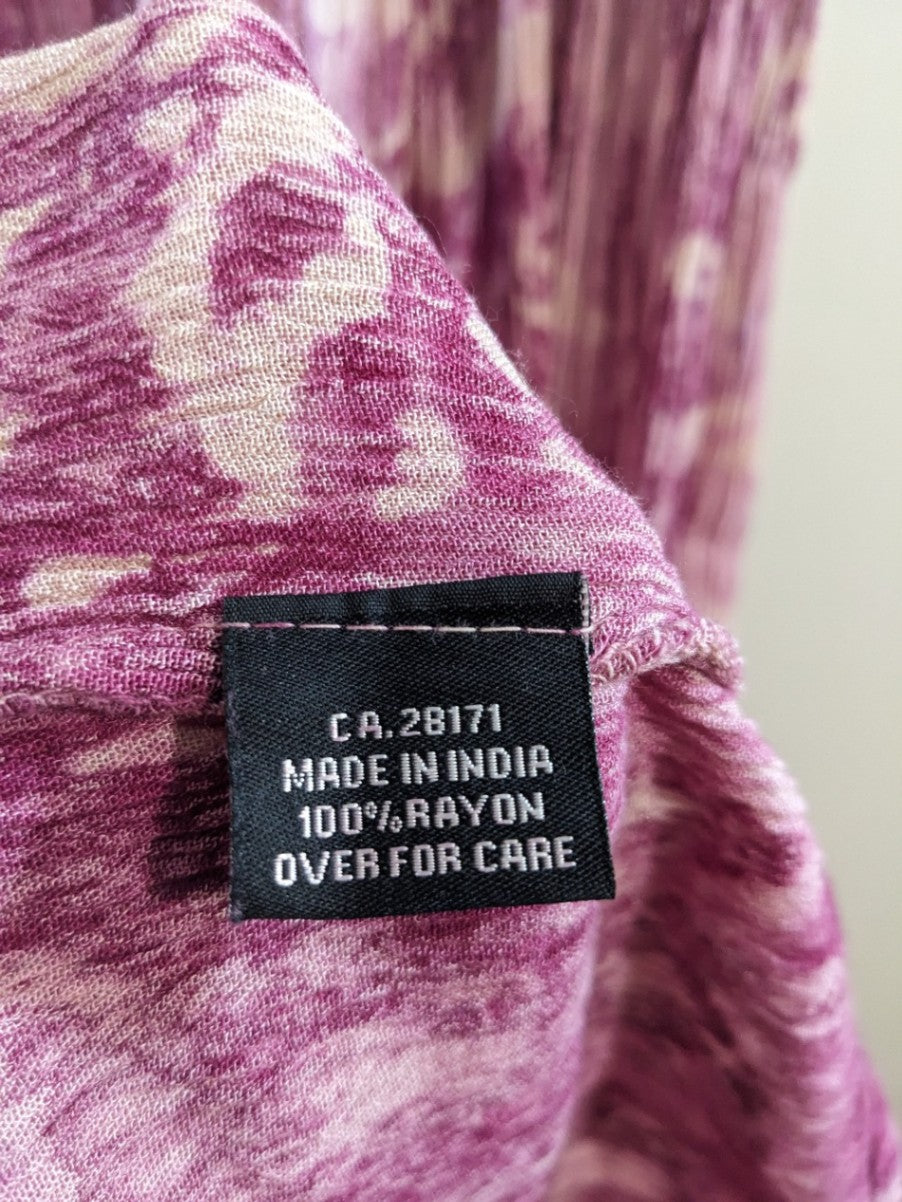 CA.28171
MADE IN INDIA
100%RAYON
OVER FOR CARE